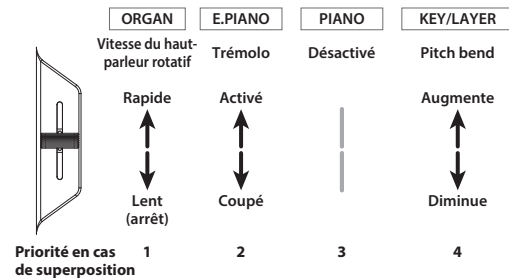 ORGAN E.PIANO PIANO KEY/LAYER
Vitesse du haut-
parleur rotatif
Trémolo Désactivé Pitch bend
Rapide Activé Augmente
Lent
(arrêt)
Coupé Diminue
Priorité en cas
de superposition
1 2 3 4